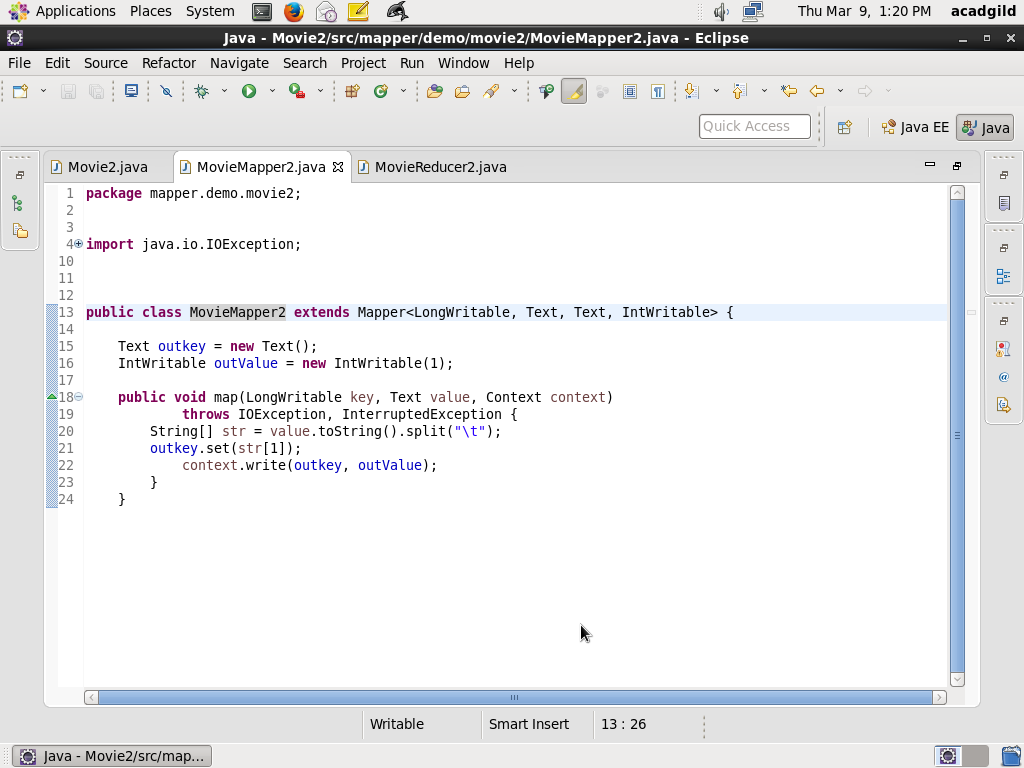 Applications Places System Thu Mar 9, 1:20 PM acadgild
Java - Movie2/src/mapper/demo/movie2/MovieMapper2.java - Eclipse
File Edit Source Refactor Navigate Search Project Run Window Help
Quick Access Java EE Java
Movie2.java MovieMapper2.java MovieReducer2.java
1 package mapper.demo.movie2;
2
3
4 import java.io.IOException;
10
11
12
13 public class MovieMapper2 extends Mapper<LongWritable, Text, Text, IntWritable> {
14
15 Text outkey = new Text();
16 IntWritable outValue = new IntWritable(1);
17
18 public void map(LongWritable key, Text value, Context context)
19 throws IOException, InterruptedException {
20 String[] str = value.toString().split("\t");
21 outkey.set(str[1]);
22 context.write(outkey, outValue);
23 }
24 }
Writable Smart Insert 13 : 26
Java - Movie2/src/map...